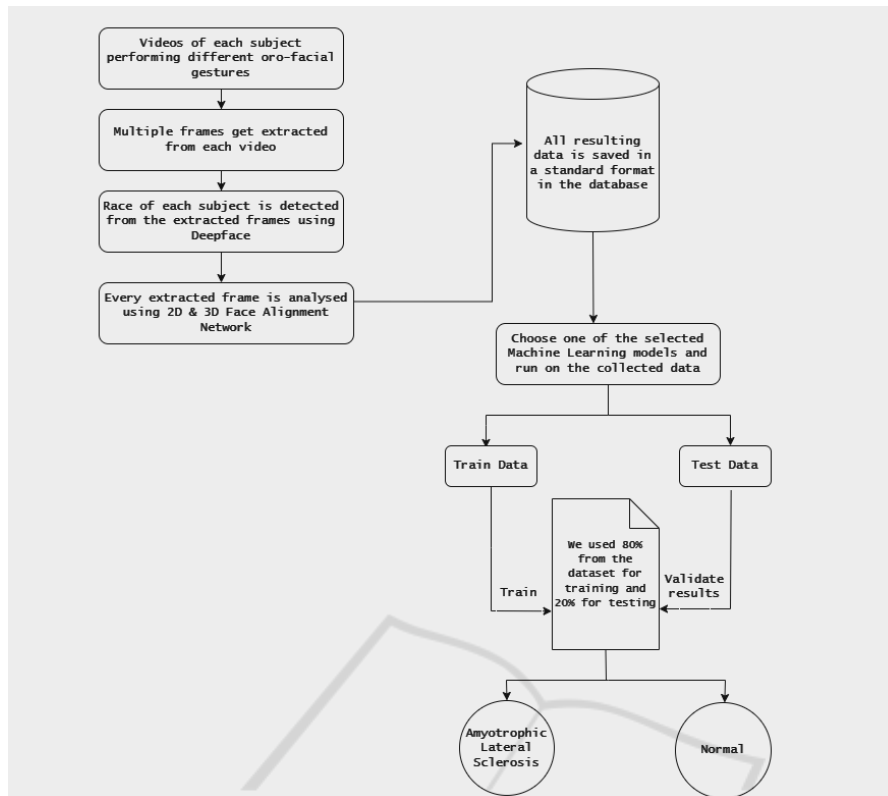 Videos of each subject
performing different oro-facial
gestures
Multiple frames get extracted
from each video
Race of each subject is detected
from the extracted frames using
Deepface
Every extracted frame is analysed
using 2D & 3D Face Alignment
Network
All resulting
data is saved in
a standard format
in the database
Choose one of the selected
Machine Learning models and
run on the collected data
Train Data
Test Data
We used 80%
from the
dataset for
training and
20% for testing
Train
Validate
results
Amyotrophic
Lateral
Sclerosis
Normal